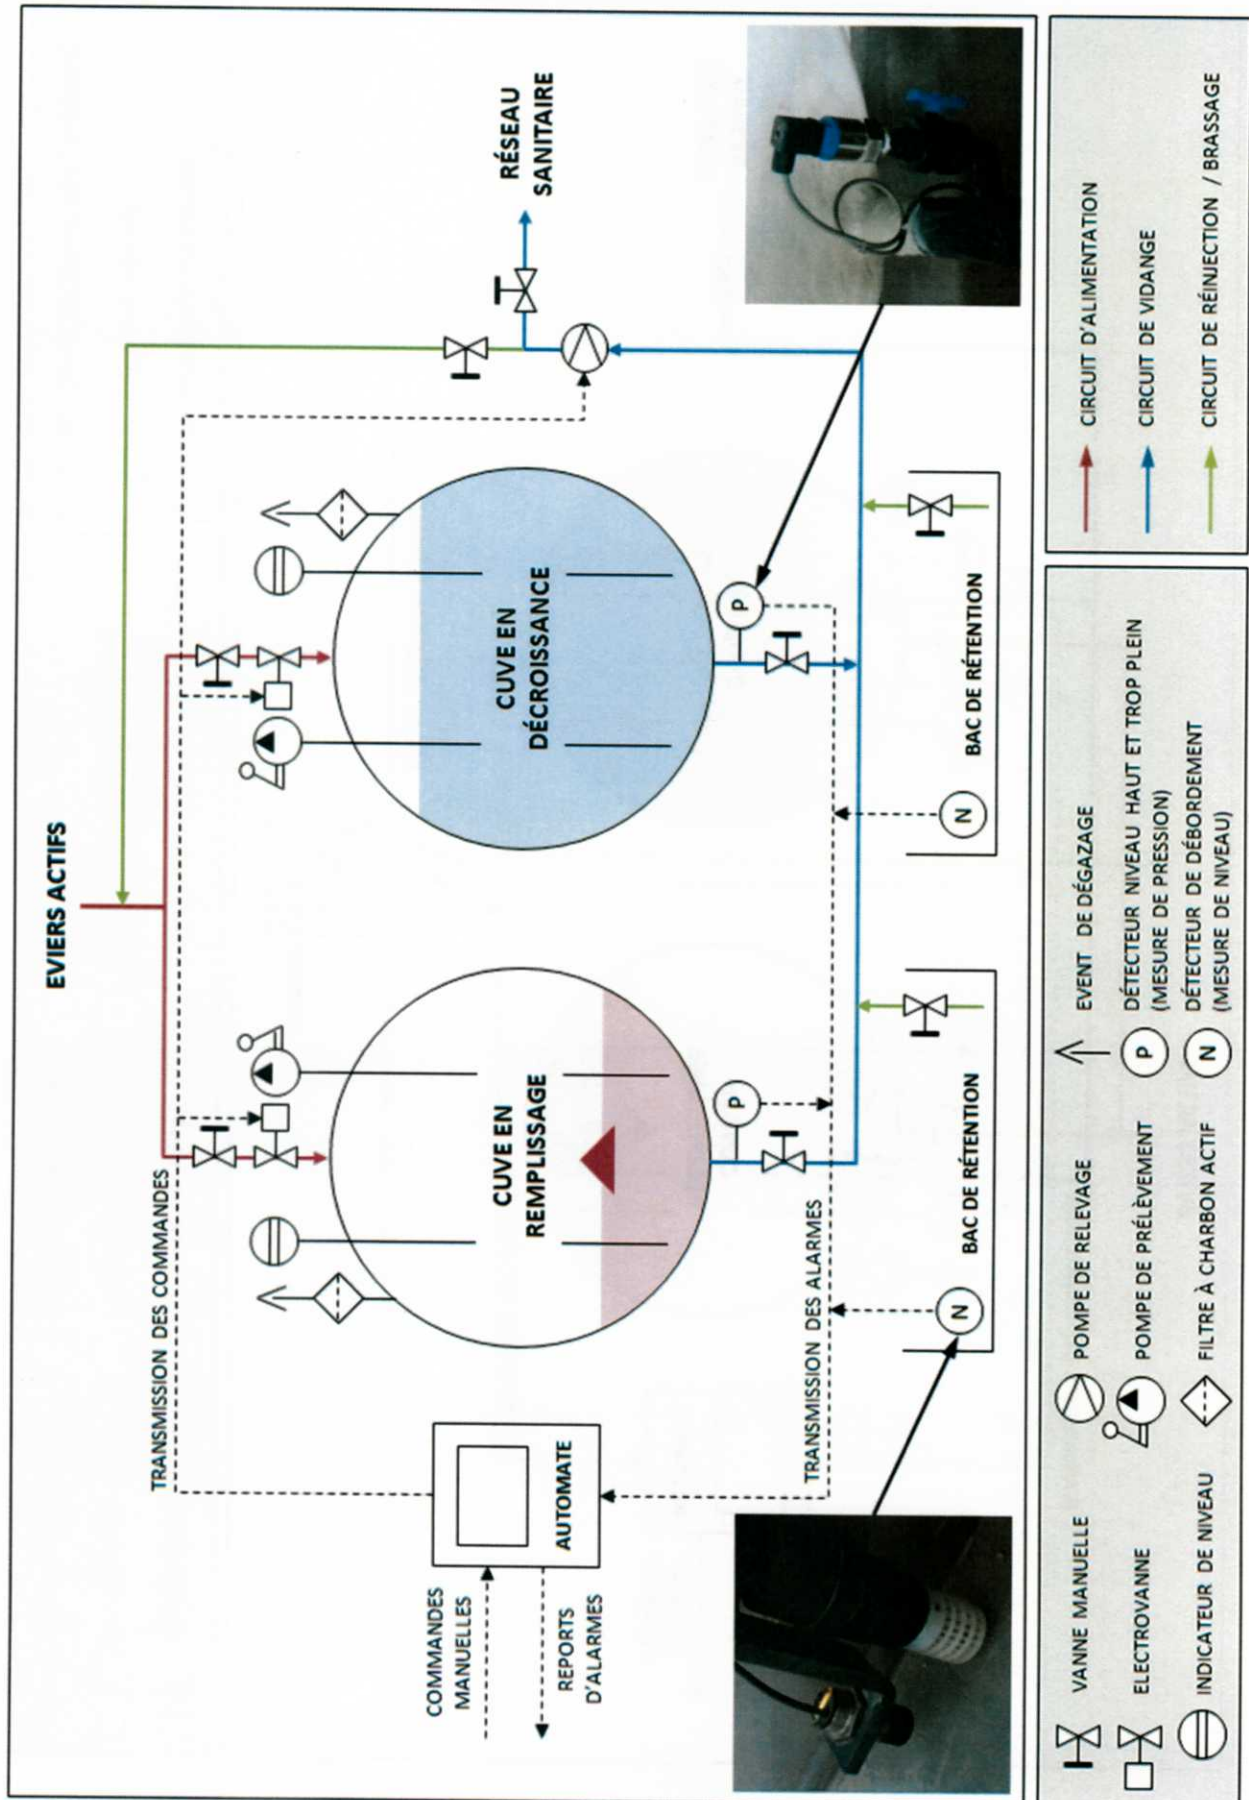 EVIERS ACTIFS
TRANSMISSION DES COMMANDES
RÉSEAU
SANITAIRE
CUVE EN
REMPLISSAGE
CUVE EN
DÉCROISSANCE
COMMANDES
MANUELLES
REPORTS
D'ALARMES
AUTOMATE
TRANSMISSION DES ALARMES
P
P
N
BAC DE RÉTENTION
N
BAC DE RÉTENTION
VANNE MANUELLE
ELECTROVANNE
INDICATEUR DE NIVEAU
POMPE DE RELEVAGE
POMPE DE PRÉLÈVEMENT
FILTRE À CHARBON ACTIF
EVENT DE DÉGAZAGE
P
DÉTECTEUR NIVEAU HAUT ET TROP PLEIN
(MESURE DE PRESSION)
N
DÉTECTEUR DE DÉBORDEMENT
(MESURE DE NIVEAU)
CIRCUIT D'ALIMENTATION
CIRCUIT DE VIDANGE
CIRCUIT DE RÉINJECTION / BRASSAGE